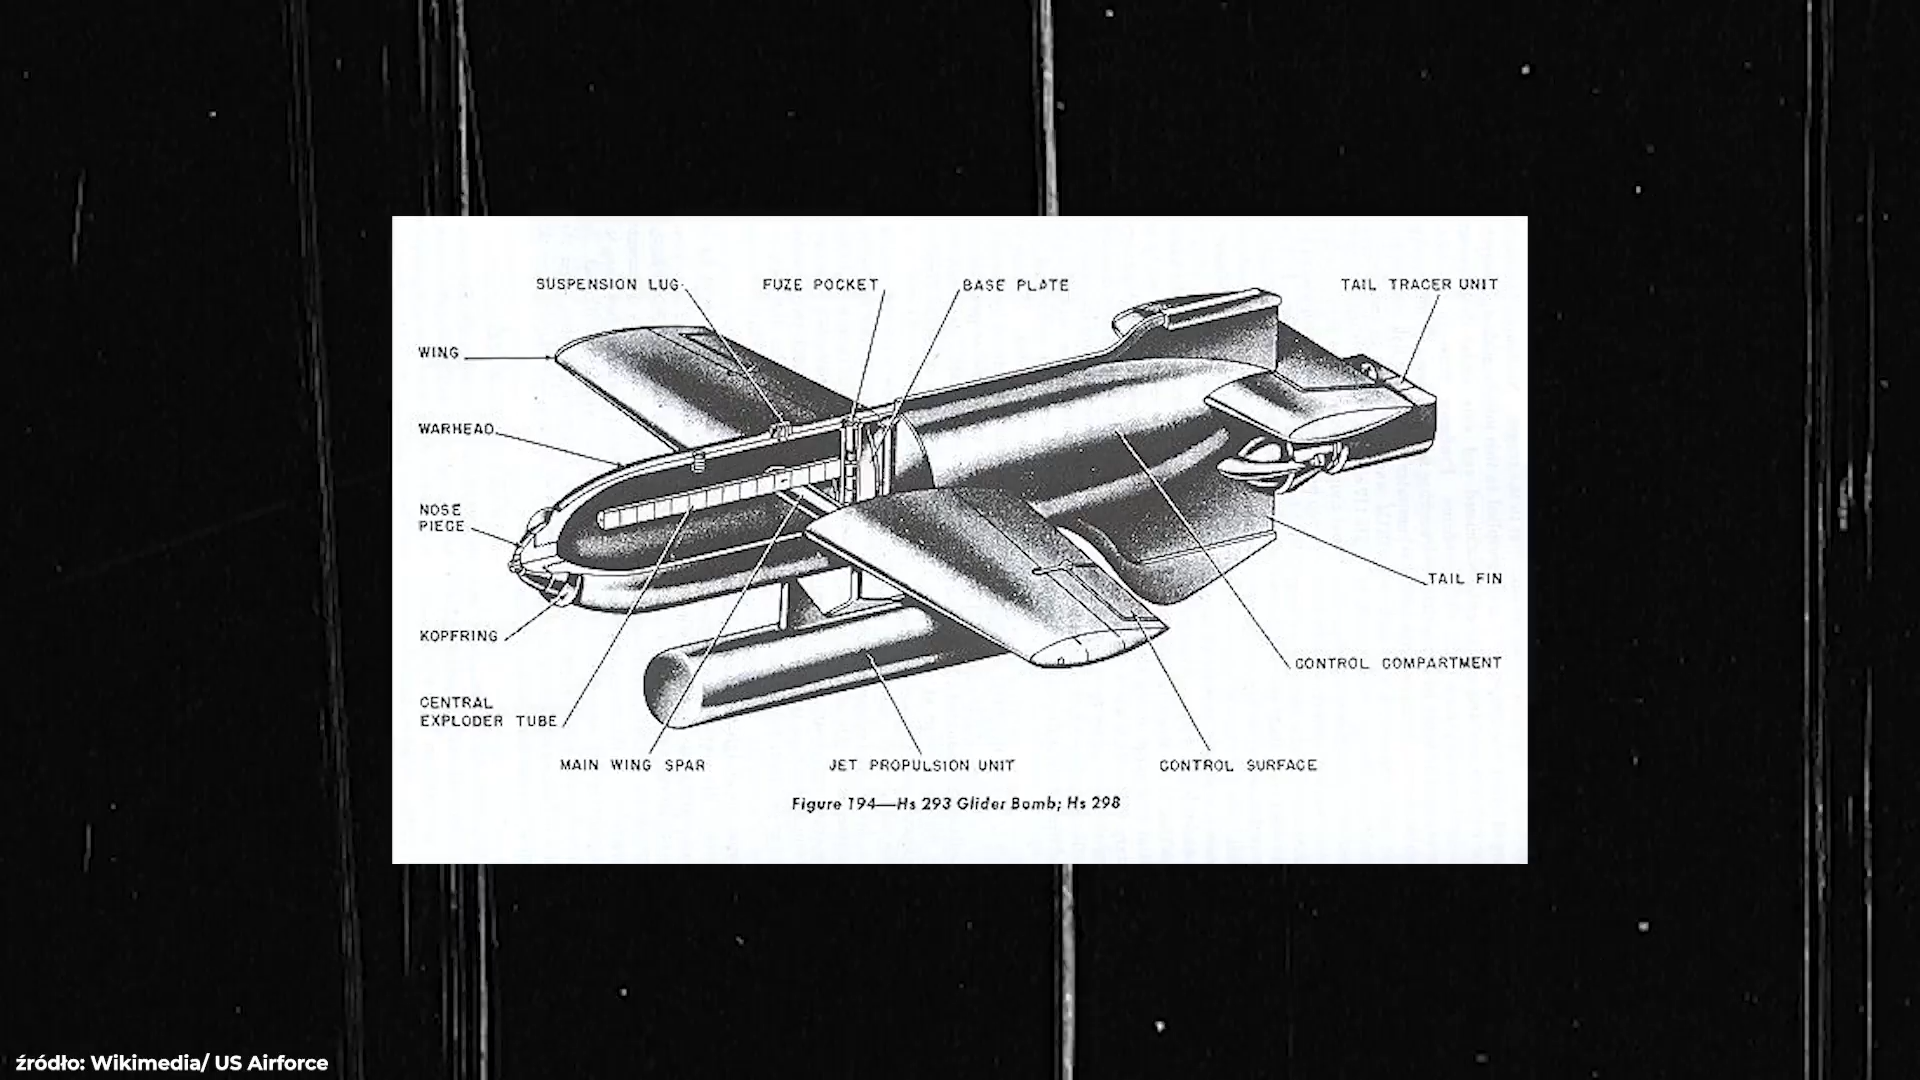 SUSPENSION LUG
FUZE POCKET
BASE PLATE
TAIL TRACER UNIT
WING
WARHEAD
NOSE
PIECE
TAIL FIN
KOPFRING
CONTROL COMPARTMENT
CENTRAL
EXPLODER TUBE
MAIN WING SPAR
JET PROPULSION UNIT
CONTROL SURFACE
Figure 194—Hs 293 Glider Bomb; Hs 298
źródło: Wikimedia/ US Airforce